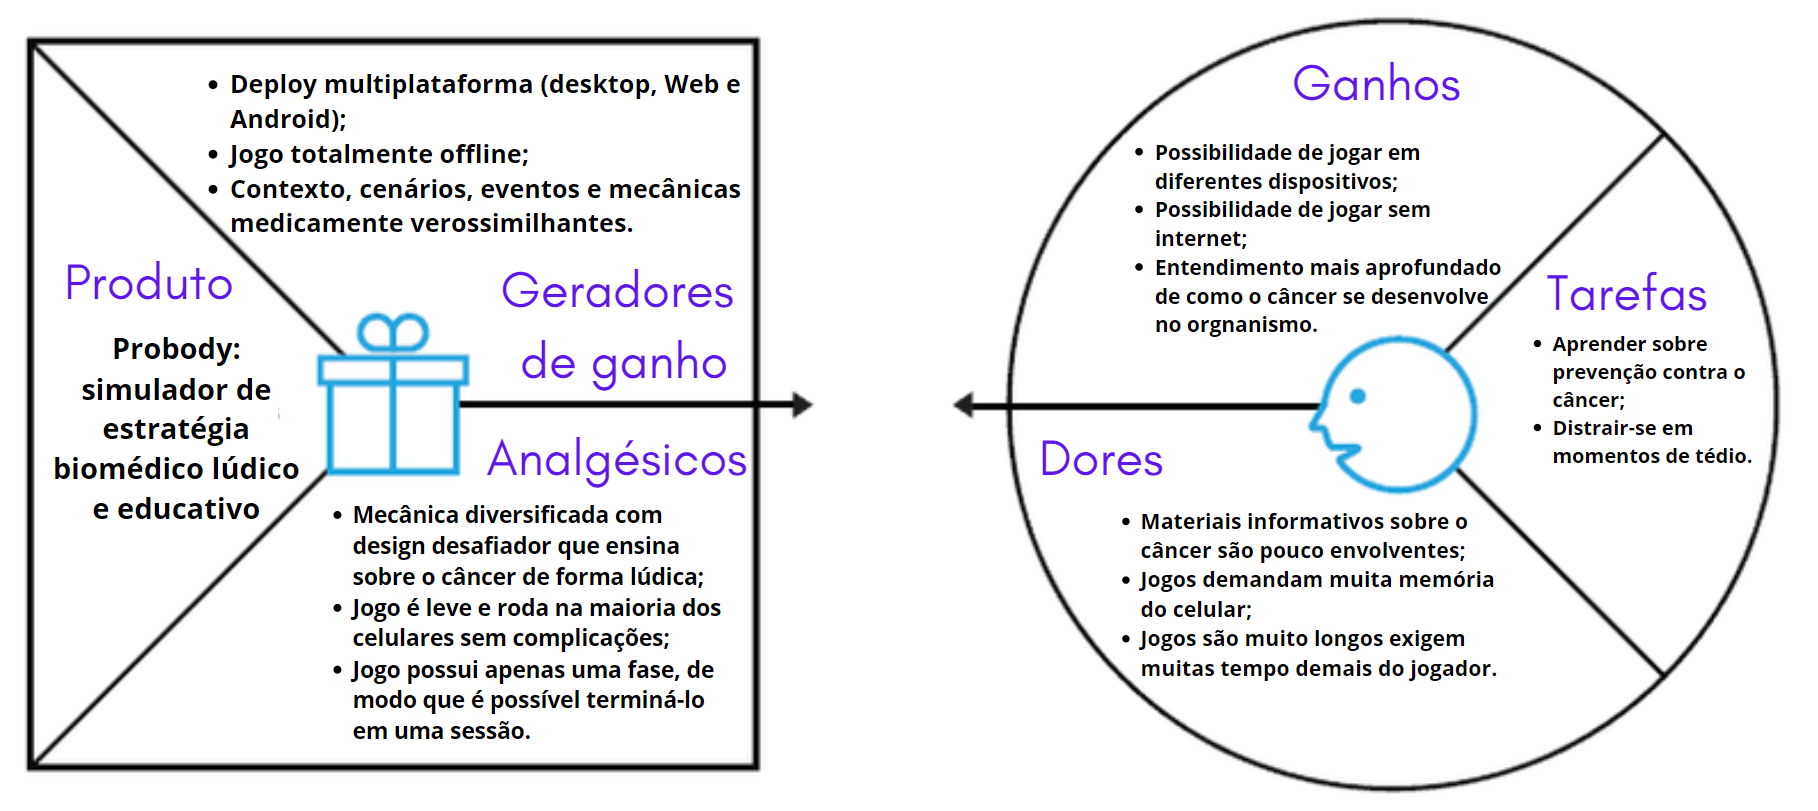 • Deploy multiplataforma (desktop, Web e
Android);
• Jogo totalmente offline;
• Contexto, cenários, eventos e mecânicas
medicamente verossimilhantes.
Produto
Probody:
simulador de
estratégia
biomédico lúdico
e educativo
Geradores
de ganho
Analgésicos
• Mecânica diversificada com
design desafiador que ensina
sobre o câncer de forma lúdica;
• Jogo é leve e roda na maioria dos
celulares sem complicações;
• Jogo possui apenas uma fase, de
modo que é possível terminá-lo
em uma sessão.
Ganhos
• Possibilidade de jogar em
diferentes dispositivos;
• Possibilidade de jogar sem
internet;
• Entendimento mais aprofundado
de como o câncer se desenvolve
no orgnanismo.
Tarefas
• Aprender sobre
prevenção contra o
câncer;
• Distrair-se em
momentos de tédio.
Dores
• Materiais informativos sobre o
câncer são pouco envolventes;
• Jogos demandam muita memória
do celular;
• Jogos são muito longos exigem
muitas tempo demais do jogador.